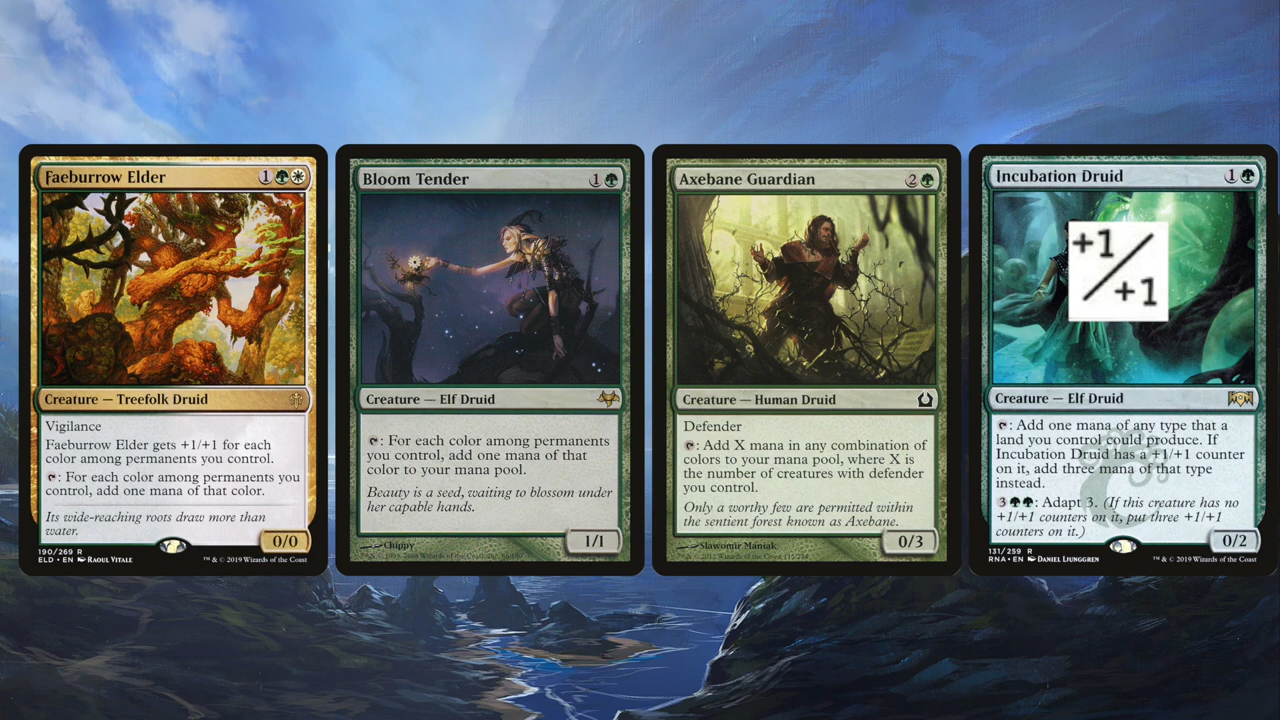 Faeburrow Elder 1
Creature — Treefolk Druid
Vigilance
Faeburrow Elder gets +1/+1 for each
color among permanents you control.
: For each color among permanents you
control, add one mana of that color.
Its wide-reaching roots draw more than
water.
0/0
190/269 R
ELD • EN RAOUL VITALE
™ & © 2019 Wizards of the Coast
Bloom Tender 1
Creature — Elf Druid
: For each color among permanents
you control, add one mana of that
color to your mana pool.
Beauty is a seed, waiting to blossom under
her capable hands.
Chippy
1/1
Axebane Guardian 2
Creature — Human Druid
Defender
: Add X mana in any combination of
colors to your mana pool, where X is
the number of creatures with defender
you control.
Only a worthy few are permitted within
the sentient forest known as Axebane.
Slawomir Maniak
0/3
Incubation Druid 1
+1/+1
Creature — Elf Druid
: Add one mana of any type that a
land you control could produce. If
Incubation Druid has a +1/+1 counter
on it, add three mana of that type
instead.
3: Adapt 3. (If this creature has no
+1/+1 counters on it, put three +1/+1
counters on it.)
0/2
131/259 R
RNA • EN DANIEL LJUNGGREN
™ & © 2019 Wizards of the Coast